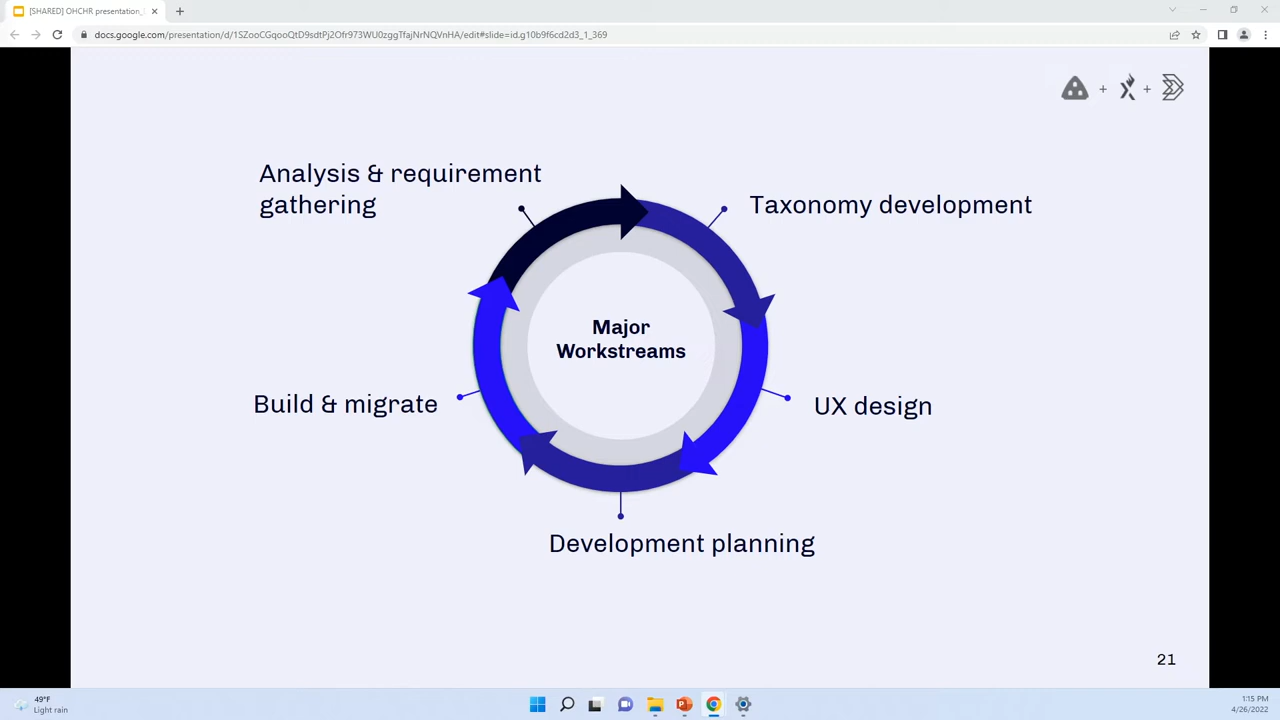 [SHARED] OHCHR presentation_
docs.google.com/presentation/d/1SZooCGqooQtD9sdtPj2Ofr973WU0zggTfajNrNQVnHA/edit#slide=id.g10b9f6cd2d3_1_369
+ +
Analysis & requirement
gathering
Taxonomy development
Major
Workstreams
Build & migrate
UX design
Development planning
21
49°F
Light rain
1:15 PM
4/26/2022